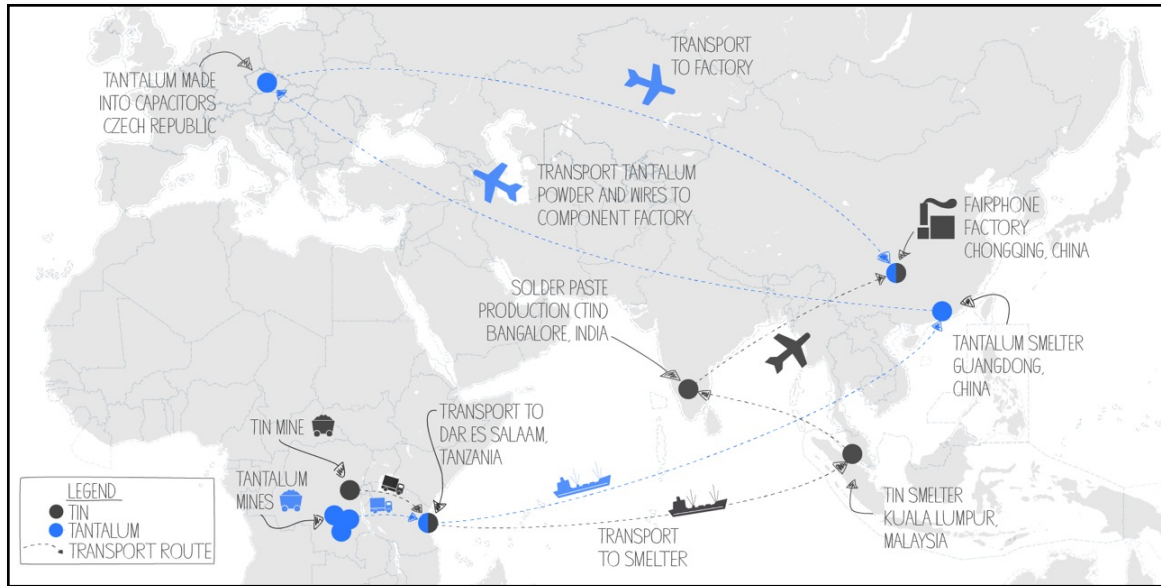 TRANSPORT
TO FACTORY
TANTALUM MADE
INTO CAPACITORS
CZECH REPUBLIC
TRANSPORT TANTALUM
POWDER AND WIRES TO
COMPONENT FACTORY
FAIRPHONE
FACTORY
CHONGQING, CHINA
SOLDER PASTE
PRODUCTION (TIN)
BANGALORE, INDIA
TANTALUM SMELTER
GUANGDONG,
CHINA
TRANSPORT TO
DAR ES SALAAM,
TANZANIA
TIN MINE
TANTALUM
MINES
TIN SMELTER
KUALA LUMPUR,
MALAYSIA
TRANSPORT
TO SMELTER
LEGEND
TIN
TANTALUM
TRANSPORT ROUTE